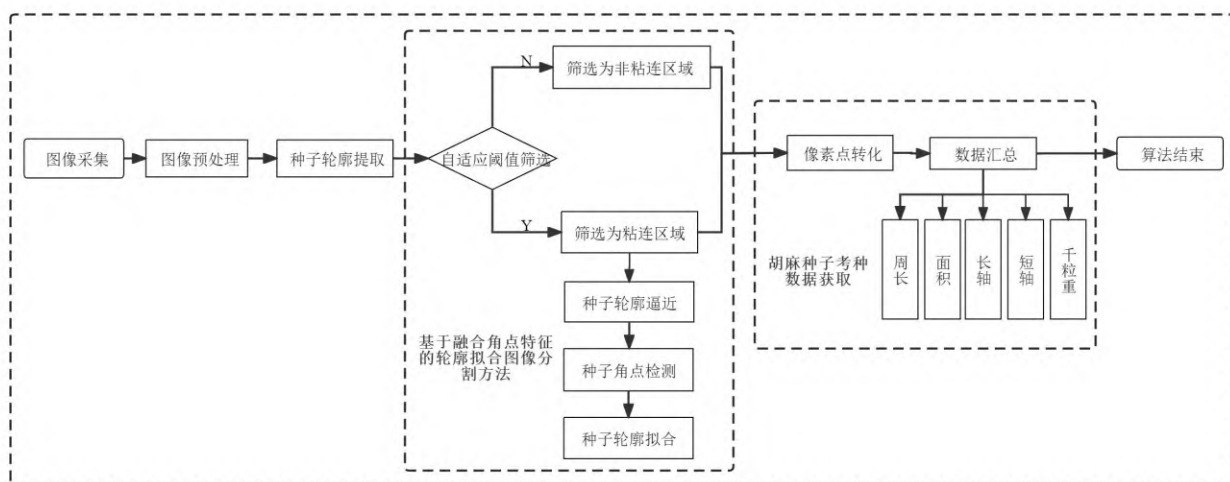 图像采集
图像预处理
种子轮廓提取
自适应阈值筛选
N
筛选为非粘连区域
Y
筛选为粘连区域
种子轮廓逼近
种子角点检测
种子轮廓拟合
基于融合角点特征
的轮廓拟合图像分
割方法
像素点转化
数据汇总
周长
面积
长轴
短轴
千粒重
胡麻种子考种
数据获取
算法结束